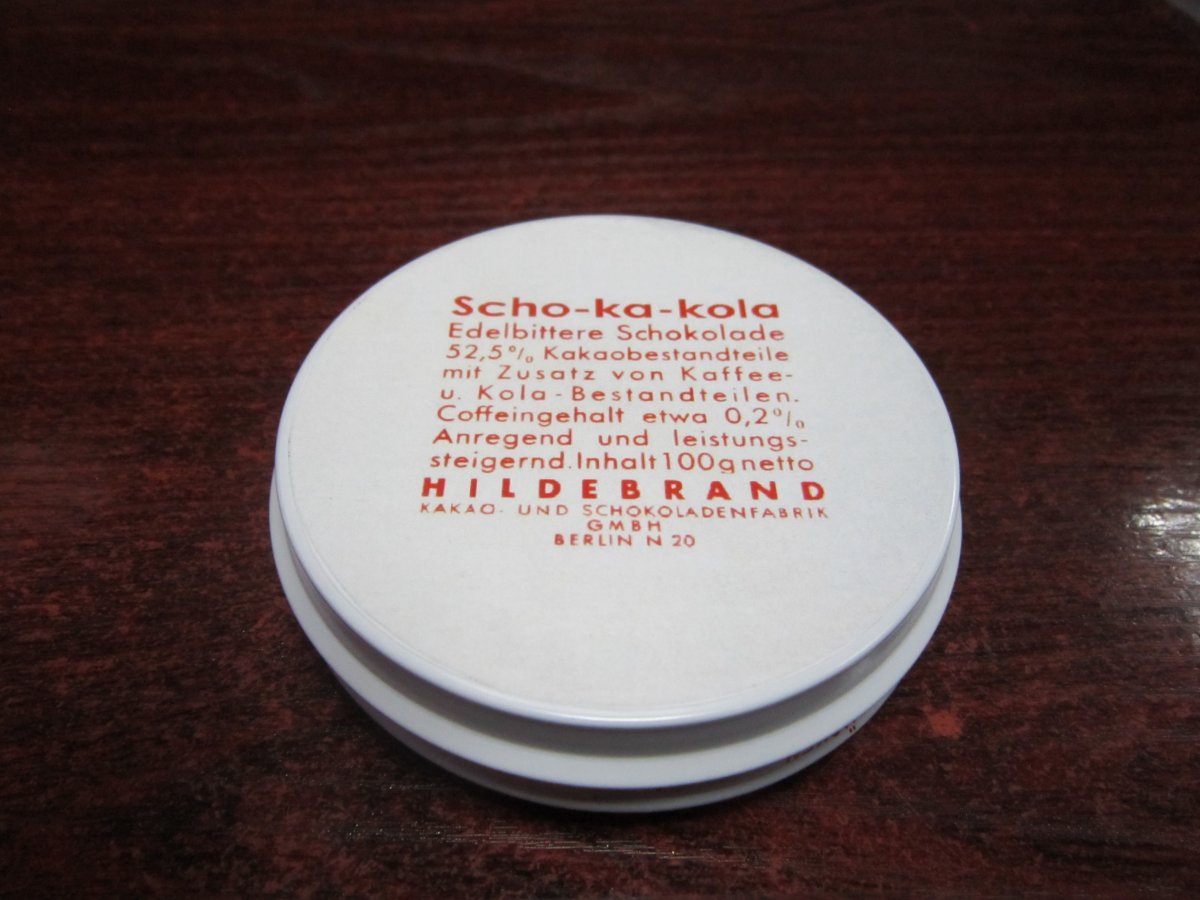 Scho-ka-kola
Edelbittere Schokolade
52,5% Kakaobestandteile
mit Zusatz von Kaffee-
u. Kola-Bestandteilen.
Coffeingehalt etwa 0,2%
Anregend und leistungs-
steigernd. Inhalt 100g netto
HILDEBRAND
KAKAO- UND SCHOKOLADENFABRIK
GMBH
BERLIN N 20